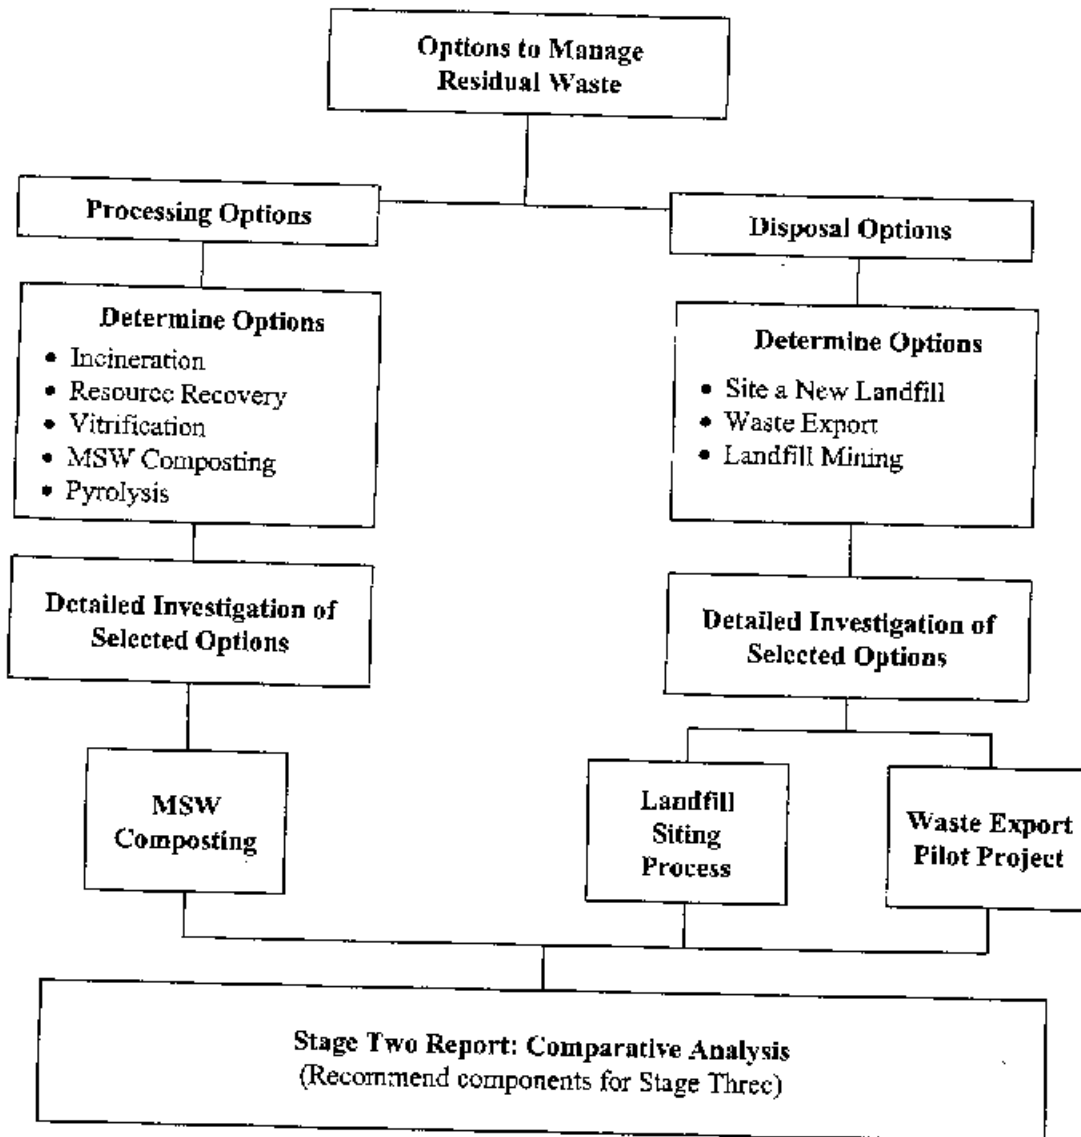 Options to Manage
Residual Waste
Processing Options
Disposal Options
Determine Options
• Incineration
• Resource Recovery
• Vitrification
• MSW Composting
• Pyrolysis
Determine Options
• Site a New Landfill
• Waste Export
• Landfill Mining
Detailed Investigation of
Selected Options
Detailed Investigation of
Selected Options
MSW
Composting
Landfill
Siting
Process
Waste Export
Pilot Project
Stage Two Report: Comparative Analysis
(Recommend components for Stage Three)